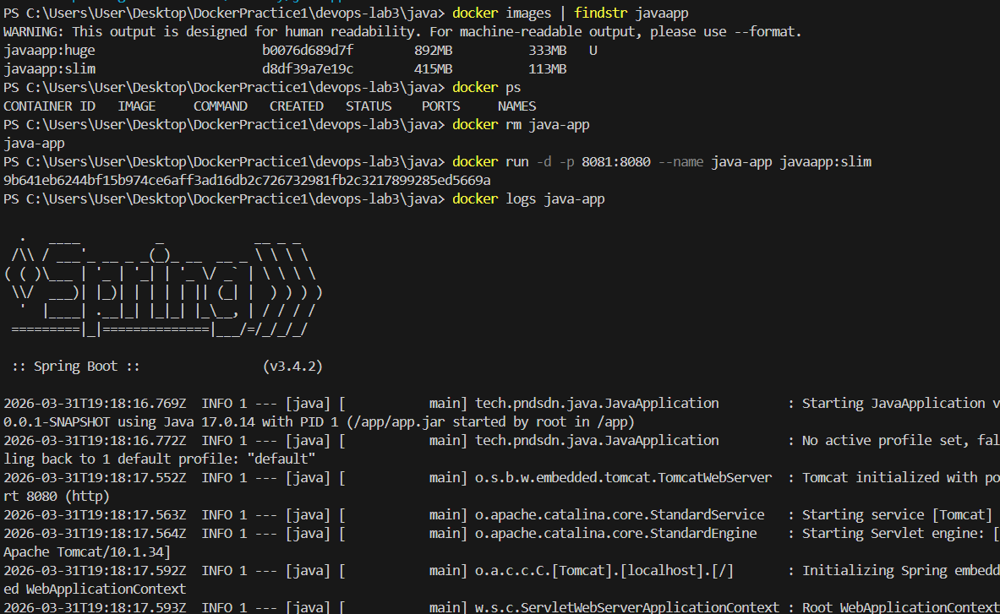 PS C:\Users\User\Desktop\DockerPractice1\devops-lab3\java> docker images | findstr javaapp
WARNING: This output is designed for human readability. For machine-readable output, please use --format.
javaapp:huge                      b0076d689d7f        892MB          333MB   U
javaapp:slim                      d8df39a7e19c        415MB          113MB
PS C:\Users\User\Desktop\DockerPractice1\devops-lab3\java> docker ps
CONTAINER ID   IMAGE     COMMAND   CREATED   STATUS    PORTS     NAMES
PS C:\Users\User\Desktop\DockerPractice1\devops-lab3\java> docker rm java-app
java-app
PS C:\Users\User\Desktop\DockerPractice1\devops-lab3\java> docker run -d -p 8081:8080 --name java-app javaapp:slim
9b641eb6244bf15b974ce6aff3ad16db2c726732981fb2c3217899285ed5669a
PS C:\Users\User\Desktop\DockerPractice1\devops-lab3\java> docker logs java-app
  .   ____          _            __ _ _
 /\\ / ___'_ __ _ _(_)_ __  __ _ \ \ \ \
( ( )\___ | '_ | '_| | '_ \/ _` | \ \ \ \
 \\/  ___)| |_)| | | | | || (_| |  ) ) ) )
  '  |____| .__|_| |_|_| |_\__, | / / / /
 =========|_|==============|___/=/_/_/_/
 :: Spring Boot ::                (v3.4.2)
2026-03-31T19:18:16.769Z  INFO 1 --- [java] [           main] tech.pndsdn.java.JavaApplication         : Starting JavaApplication v
0.0.1-SNAPSHOT using Java 17.0.14 with PID 1 (/app/app.jar started by root in /app)
2026-03-31T19:18:16.772Z  INFO 1 --- [java] [           main] tech.pndsdn.java.JavaApplication         : No active profile set, fal
ling back to 1 default profile: "default"
2026-03-31T19:18:17.552Z  INFO 1 --- [java] [           main] o.s.b.w.embedded.tomcat.TomcatWebServer  : Tomcat initialized with po
rt 8080 (http)
2026-03-31T19:18:17.563Z  INFO 1 --- [java] [           main] o.apache.catalina.core.StandardService   : Starting service [Tomcat]
2026-03-31T19:18:17.564Z  INFO 1 --- [java] [           main] o.apache.catalina.core.StandardEngine    : Starting Servlet engine: [
Apache Tomcat/10.1.34]
2026-03-31T19:18:17.592Z  INFO 1 --- [java] [           main] o.a.c.c.C.[Tomcat].[localhost].[/]       : Initializing Spring embedd
ed WebApplicationContext
2026-03-31T19:18:17.593Z  INFO 1 --- [java] [           main] w.s.c.ServletWebServerApplicationContext : Root WebApplicationContext